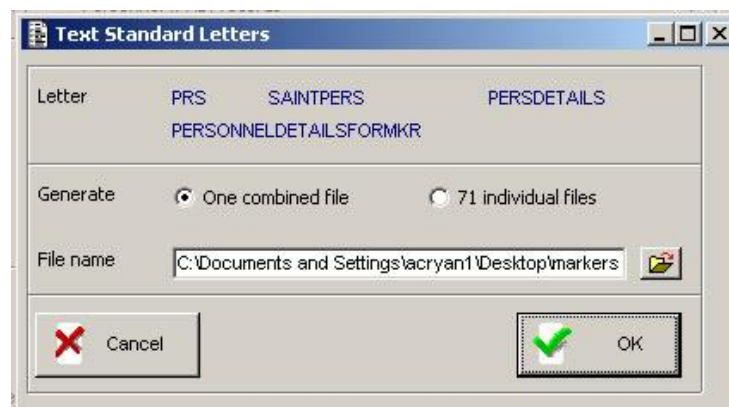 Text Standard Letters
Letter PRS SAINTPERS PERSDETAILS
PERSONNELDETAILSFORMKR
Generate One combined file 71 individual files
File name C:\Documents and Settings\acryan1\Desktop\markers
Cancel OK